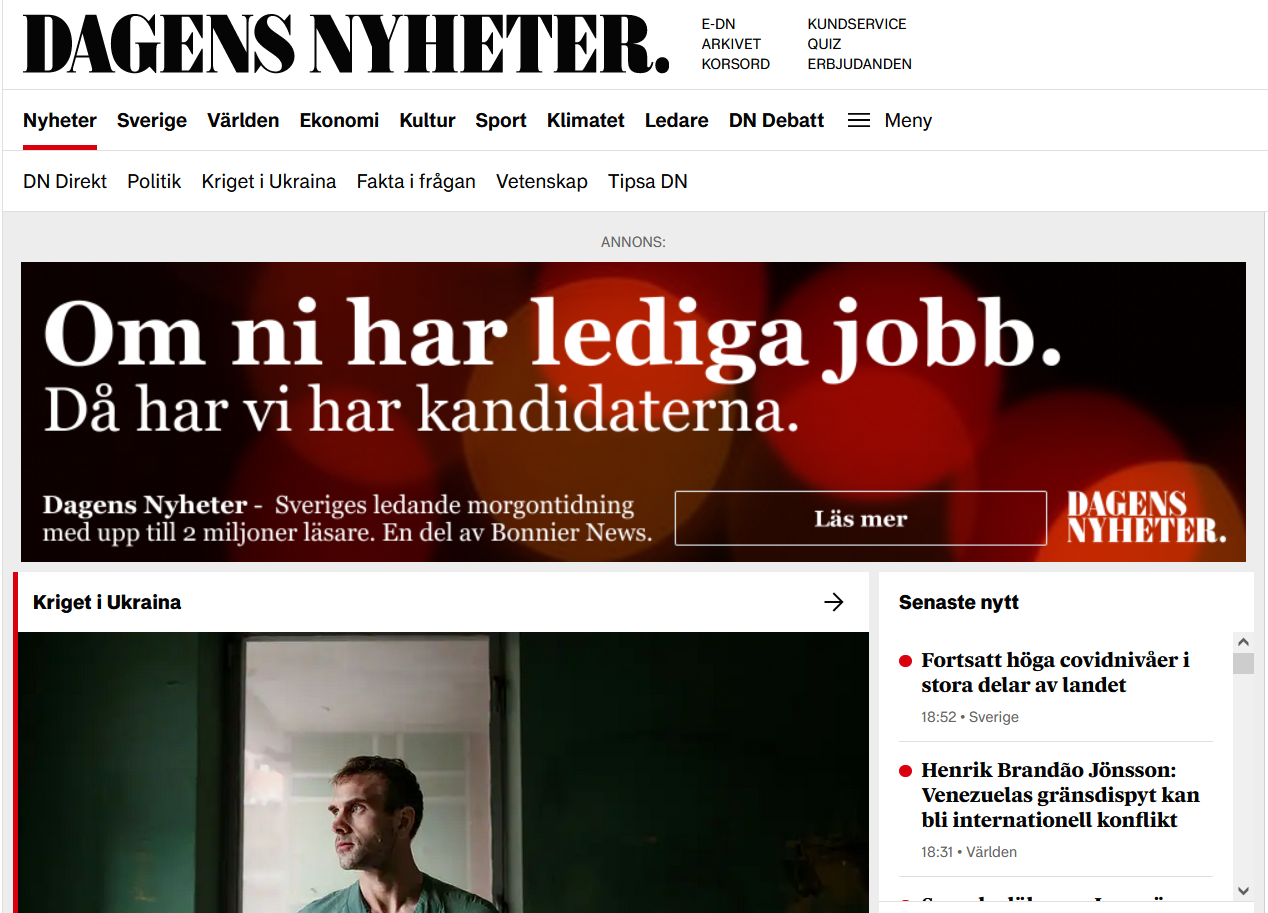 DAGENS NYHETER.
E-DN
ARKIVET
KORSORD
KUNDSERVICE
QUIZ
ERBJUDANDEN
Nyheter Sverige Världen Ekonomi Kultur Sport Klimatet Ledare DN Debatt Meny
DN Direkt Politik Kriget i Ukraina Fakta i frågan Vetenskap Tipsa DN
ANNONS:
Om ni har lediga jobb.
Då har vi har kandidaterna.
Dagens Nyheter - Sveriges ledande morgontidning
med upp till 2 miljoner läsare. En del av Bonnier News.
Läs mer
DAGENS
NYHETER.
Kriget i Ukraina
Senaste nytt
Fortsatt höga covidnivåer i
stora delar av landet
18:52 • Sverige
Henrik Brandão Jönsson:
Venezuelas gränsdispyt kan
bli internationell konflikt
18:31 • Världen